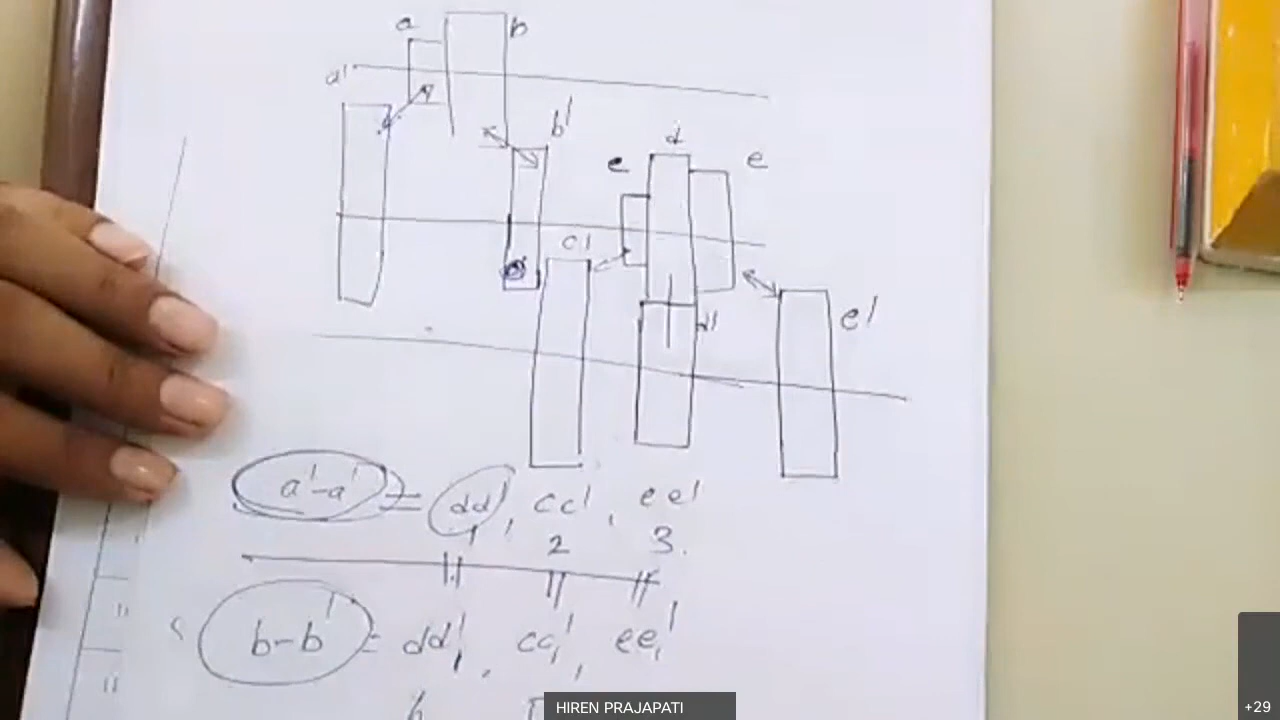 a b
a'
b' d
e e
c'
d' e'
a'-a' = dd', cc', ee'
1 2 3.
b-b' = dd', cc', ee'
HIREN PRAJAPATI
+29